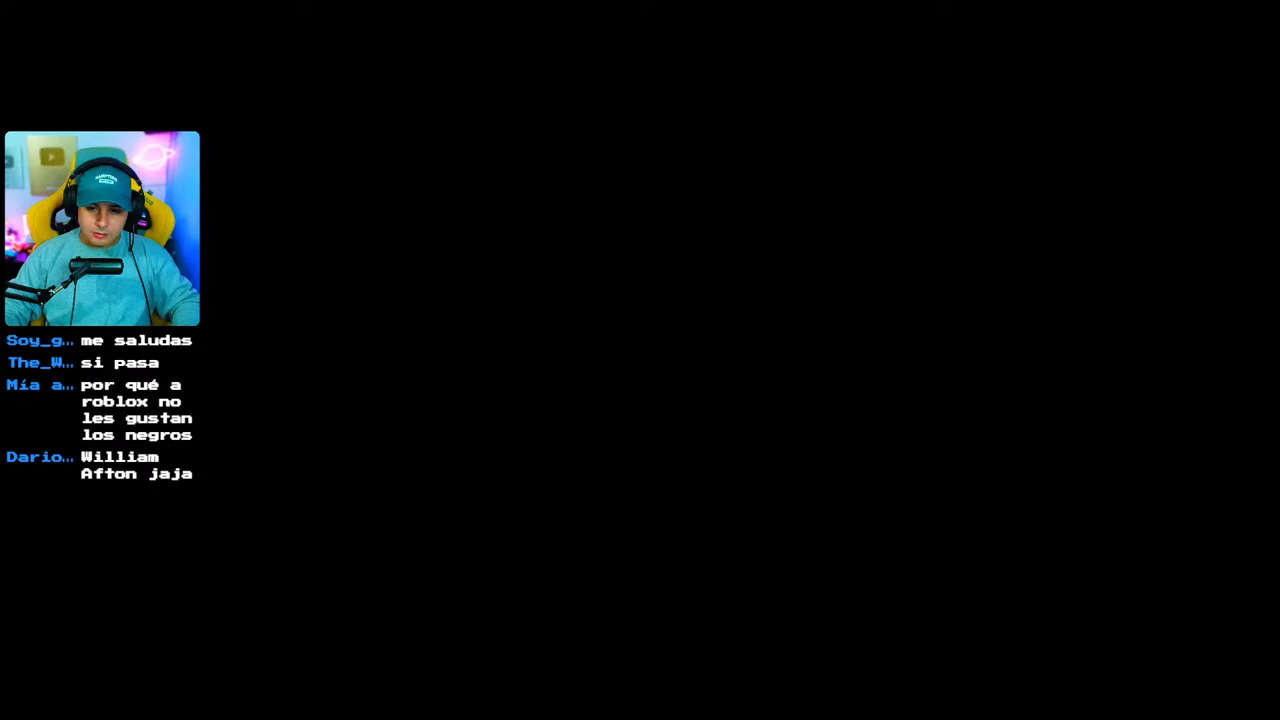 Soy_g... me saludas
The_W... si pasa
Mía a... por qué a
roblox no
les gustan
los negros
Dario... William
Afton jaja